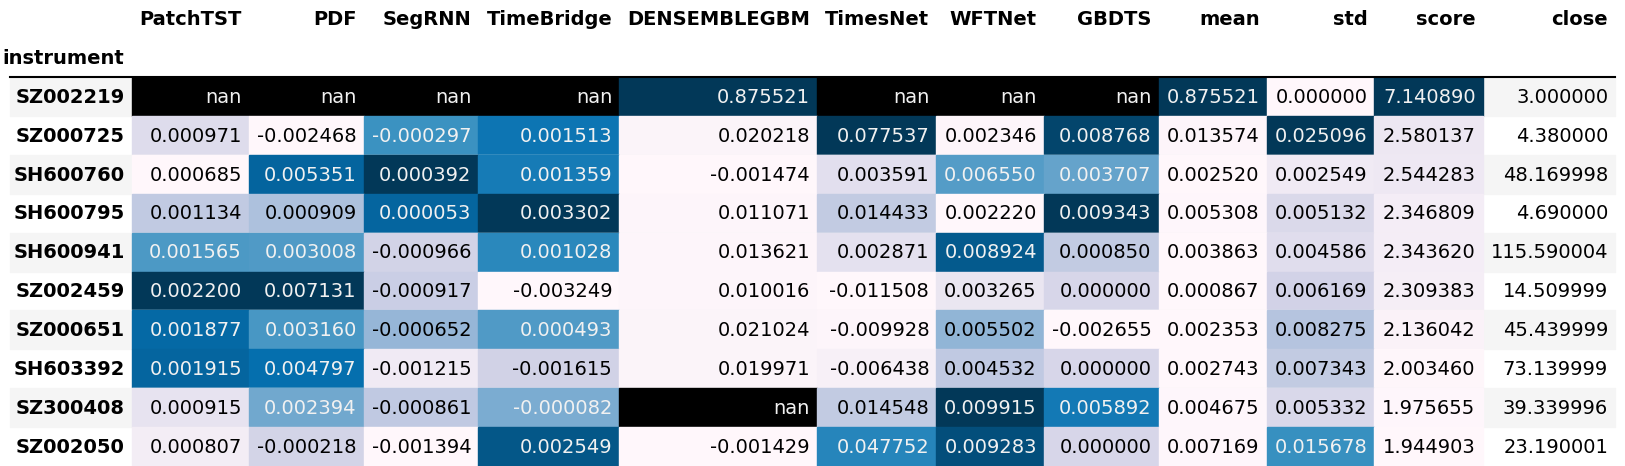 PatchTST PDF SegRNN TimeBridge DENSEMBLEGBM TimesNet WFTNet GBDTS mean std score close
instrument
SZ002219 nan nan nan nan 0.875521 nan nan nan 0.875521 0.000000 7.140890 3.000000
SZ000725 0.000971 -0.002468 -0.000297 0.001513 0.020218 0.077537 0.002346 0.008768 0.013574 0.025096 2.580137 4.380000
SH600760 0.000685 0.005351 0.000392 0.001359 -0.001474 0.003591 0.006550 0.003707 0.002520 0.002549 2.544283 48.169998
SH600795 0.001134 0.000909 0.000053 0.003302 0.011071 0.014433 0.002220 0.009343 0.005308 0.005132 2.346809 4.690000
SH600941 0.001565 0.003008 -0.000966 0.001028 0.013621 0.002871 0.008924 0.000850 0.003863 0.004586 2.343620 115.590004
SZ002459 0.002200 0.007131 -0.000917 -0.003249 0.010016 -0.011508 0.003265 0.000000 0.000867 0.006169 2.309383 14.509999
SZ000651 0.001877 0.003160 -0.000652 0.000493 0.021024 -0.009928 0.005502 -0.002655 0.002353 0.008275 2.136042 45.439999
SH603392 0.001915 0.004797 -0.001215 -0.001615 0.019971 -0.006438 0.004532 0.000000 0.002743 0.007343 2.003460 73.139999
SZ300408 0.000915 0.002394 -0.000861 -0.000082 nan 0.014548 0.009915 0.005892 0.004675 0.005332 1.975655 39.339996
SZ002050 0.000807 -0.000218 -0.001394 0.002549 -0.001429 0.047752 0.009283 0.000000 0.007169 0.015678 1.944903 23.190001